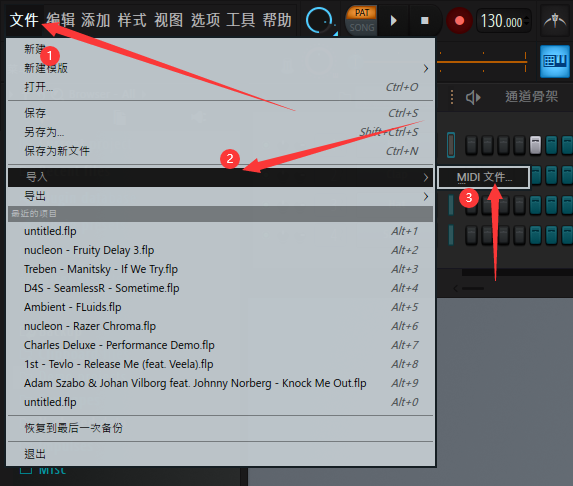 文件 编辑 添加 样式 视图 选项 工具 帮助
PAT
SONG
130.000
新建
1
新建模版
打开... Ctrl+O
保存 Ctrl+S
另存为... Shift+Ctrl+S
保存为新文件 Ctrl+N
2
导入
导出
最近的项目
untitled.flp Alt+1
nucleon - Fruity Delay 3.flp Alt+2
Treben - Manitsky - If We Try.flp Alt+3
D4S - SeamlessR - Sometime.flp Alt+4
Ambient - FLuids.flp Alt+5
nucleon - Razer Chroma.flp Alt+6
Charles Deluxe - Performance Demo.flp Alt+7
1st - Tevlo - Release Me (feat. Veela).flp Alt+8
Adam Szabo & Johan Vilborg feat. Johnny Norberg - Knock Me Out.flp Alt+9
untitled.flp Alt+0
恢复到最后一次备份
退出
Misc
通道骨架
MIDI 文件...
3